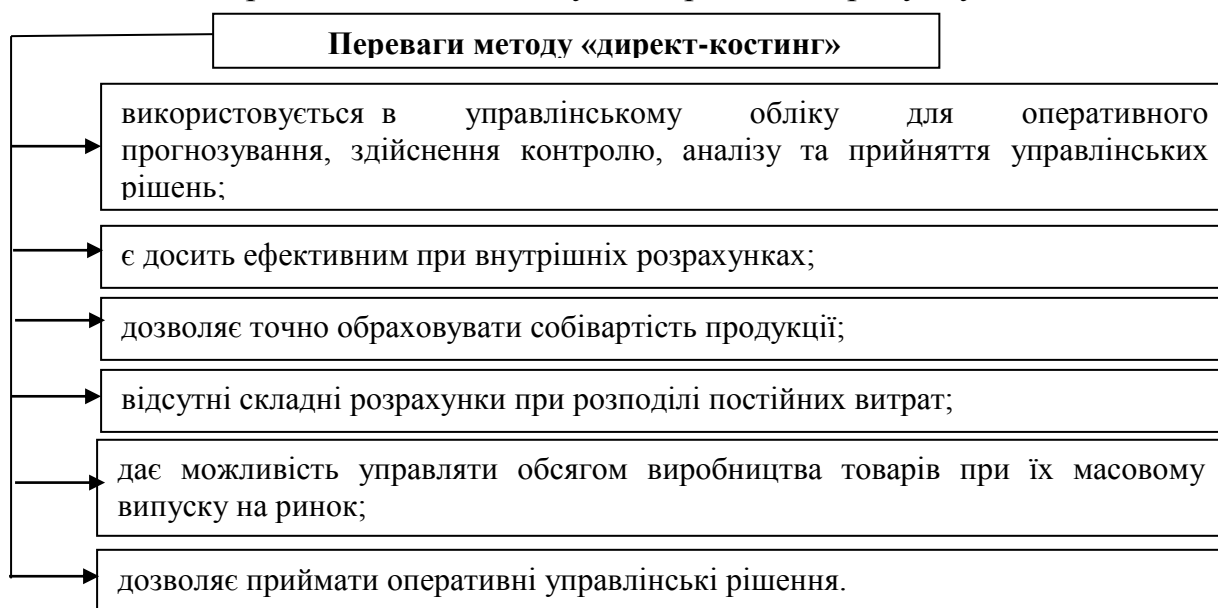 Переваги методу «директ-костинг»
використовується в управлінському обліку для оперативного
прогнозування, здійснення контролю, аналізу та прийняття управлінських
рішень;
є досить ефективним при внутрішніх розрахунках;
дозволяє точно обраховувати собівартість продукції;
відсутні складні розрахунки при розподілі постійних витрат;
дає можливість управляти обсягом виробництва товарів при їх масовому
випуску на ринок;
дозволяє приймати оперативні управлінські рішення.